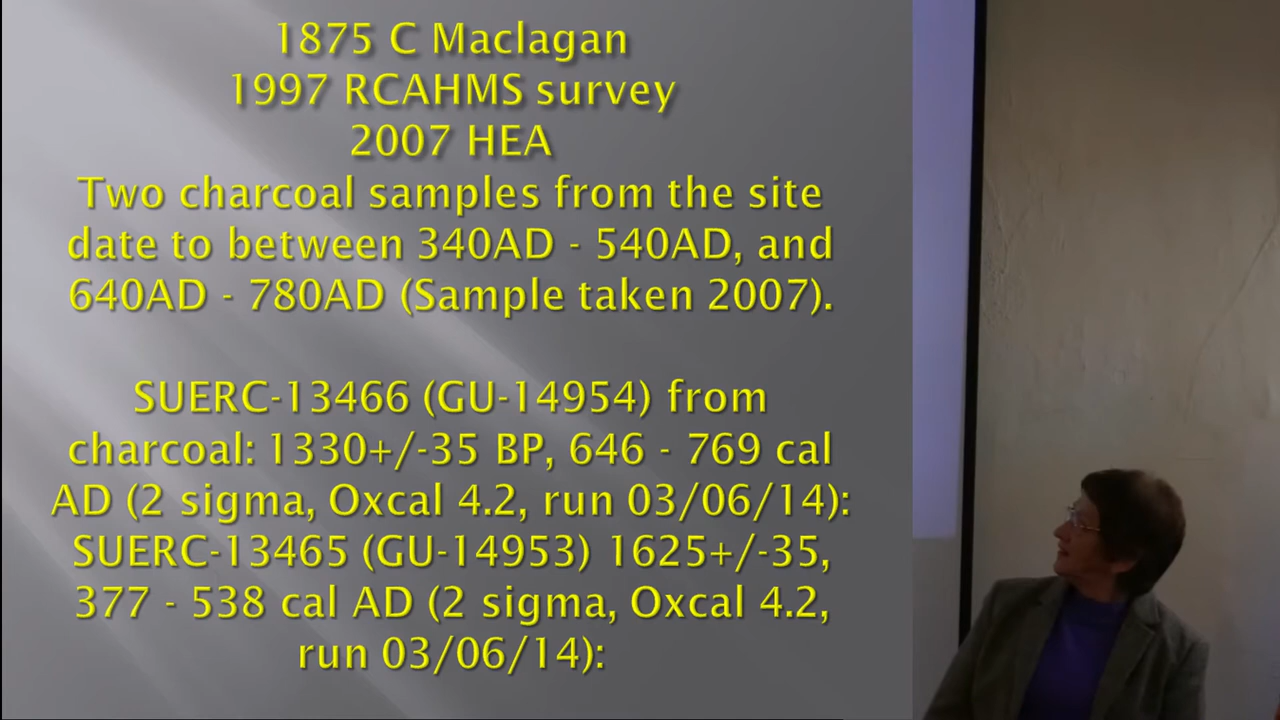 1875 C Maclagan
1997 RCAHMS survey
2007 HEA
Two charcoal samples from the site
date to between 340AD - 540AD, and
640AD - 780AD (Sample taken 2007).
SUERC-13466 (GU-14954) from
charcoal: 1330+/-35 BP, 646 - 769 cal
AD (2 sigma, Oxcal 4.2, run 03/06/14):
SUERC-13465 (GU-14953) 1625+/-35,
377 - 538 cal AD (2 sigma, Oxcal 4.2,
run 03/06/14):